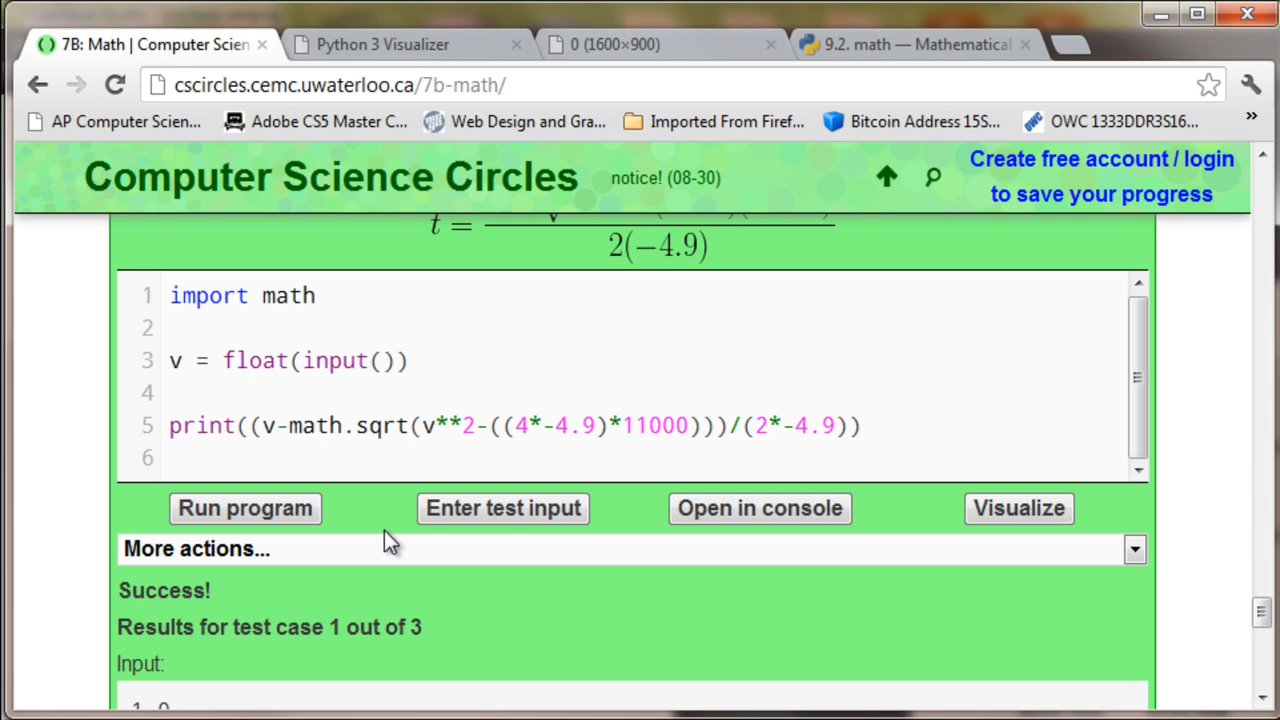 7B: Math | Computer Scien
Python 3 Visualizer
0 (1600×900)
9.2. math — Mathematical
cscircles.cemc.uwaterloo.ca/7b-math/
AP Computer Scien...
Adobe CS5 Master C...
Web Design and Gra...
Imported From Firef...
Bitcoin Address 15S...
OWC 1333DDR3S16...
»
Computer Science Circles
notice! (08-30)
Create free account / login
to save your progress
t =
2(−4.9)
1 import math
2
3 v = float(input())
4
5 print((v-math.sqrt(v**2-((4*-4.9)*11000)))/(2*-4.9))
6
Run program
Enter test input
Open in console
Visualize
More actions...
Success!
Results for test case 1 out of 3
Input: